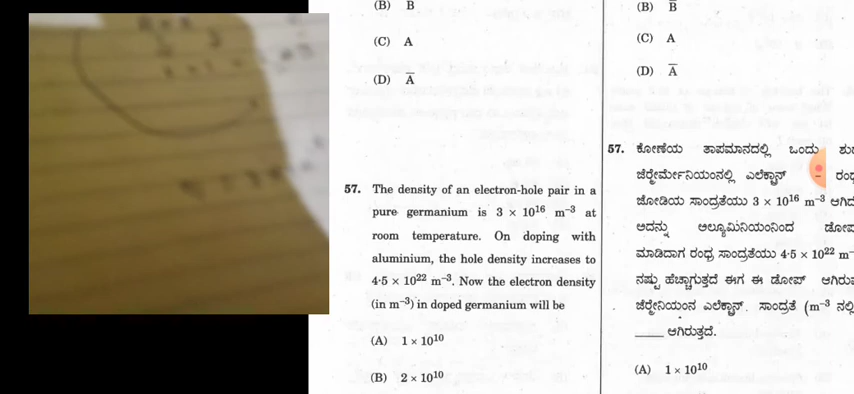 (B) B
(C) A
(D) A̅
57. The density of an electron-hole pair in a
pure germanium is 3 × 10¹⁶ m⁻³ at
room temperature. On doping with
aluminium, the hole density increases to
4·5 × 10²² m⁻³. Now the electron density
(in m⁻³) in doped germanium will be
(A) 1 × 10¹⁰
(B) 2 × 10¹⁰
(B) B̅
(C) A
(D) A̅
57. ಕೋಣೆಯ ತಾಪಮಾನದಲ್ಲಿ ಒಂದು
ಜೆರ್ಮೇನಿಯಂನಲ್ಲಿ ಎಲೆಕ್ಟ್ರಾನ್
ಜೋಡಿಯ ಸಾಂದ್ರತೆಯು 3 × 10¹⁶ m⁻³
ಅದನ್ನು ಅಲ್ಯೂಮಿನಿಯಂನಿಂದ
ಮಾಡಿದಾಗ ರಂಧ್ರ ಸಾಂದ್ರತೆಯು 4·5 × 10²² m⁻
ನಷ್ಟು ಹೆಚ್ಚಾಗುತ್ತದೆ ಈಗ ಈ ಡೋಪ್
ಎಲೆಕ್ಟ್ರಾನ್. ಸಾಂದ್ರತೆ (m⁻³ ನಲ್ಲಿ
____ ಆಗಿರುತ್ತದೆ.
(A) 1 × 10¹⁰